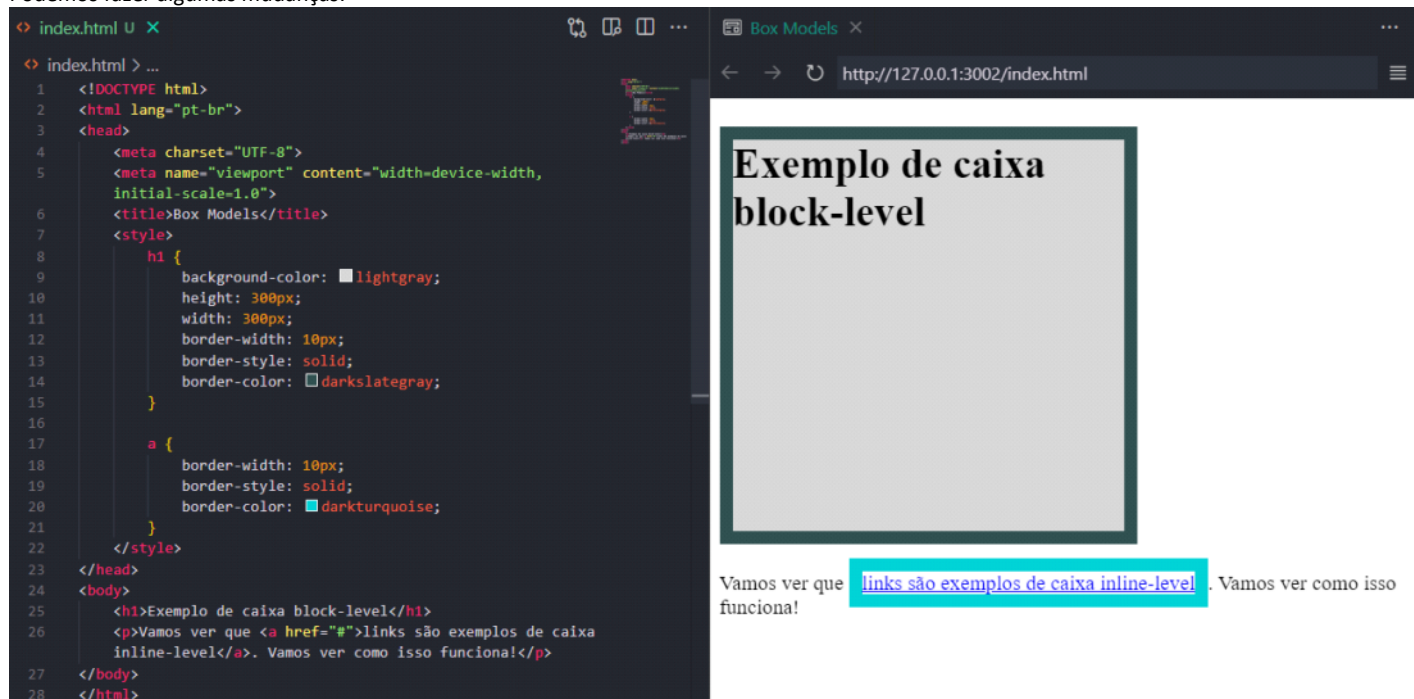 Podemos fazer algumas mudanças:
index.html U
index.html > ...
1 <!DOCTYPE html>
2 <html lang="pt-br">
3 <head>
4 <meta charset="UTF-8">
5 <meta name="viewport" content="width=device-width,
initial-scale=1.0">
6 <title>Box Models</title>
7 <style>
8 h1 {
9 background-color: lightgray;
10 height: 300px;
11 width: 300px;
12 border-width: 10px;
13 border-style: solid;
14 border-color: darkslategray;
15 }
16
17 a {
18 border-width: 10px;
19 border-style: solid;
20 border-color: darkturquoise;
21 }
22 </style>
23 </head>
24 <body>
25 <h1>Exemplo de caixa block-level</h1>
26 <p>Vamos ver que <a href="#">links são exemplos de caixa
inline-level</a>. Vamos ver como isso funciona!</p>
27 </body>
28 </html>
Box Models
http://127.0.0.1:3002/index.html
Exemplo de caixa
block-level
Vamos ver que links são exemplos de caixa inline-level . Vamos ver como isso
funciona!